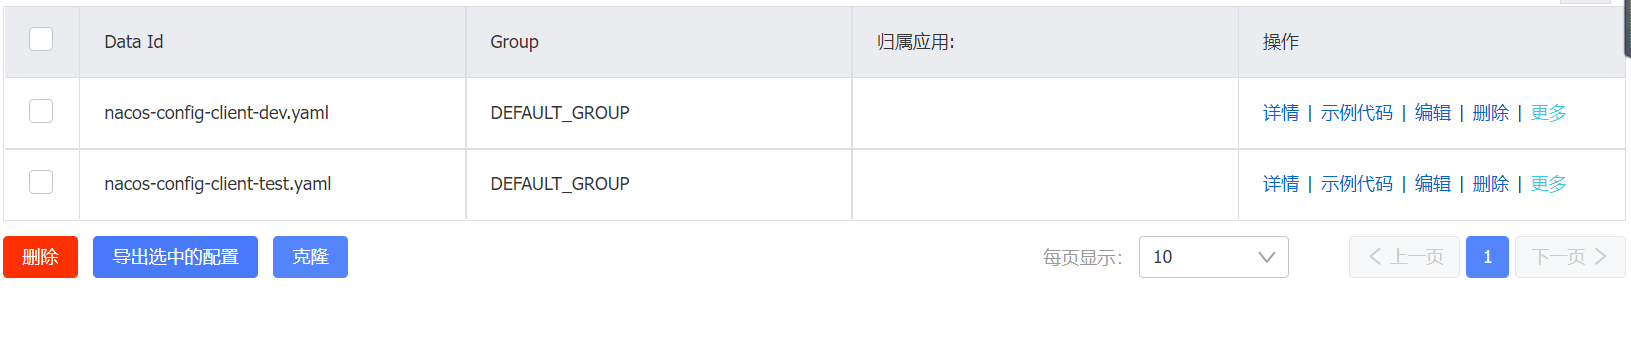 Data Id Group 归属应用: 操作
nacos-config-client-dev.yaml DEFAULT_GROUP 详情 | 示例代码 | 编辑 | 删除 | 更多
nacos-config-client-test.yaml DEFAULT_GROUP 详情 | 示例代码 | 编辑 | 删除 | 更多
删除 导出选中的配置 克隆 每页显示: 10 上一页 1 下一页